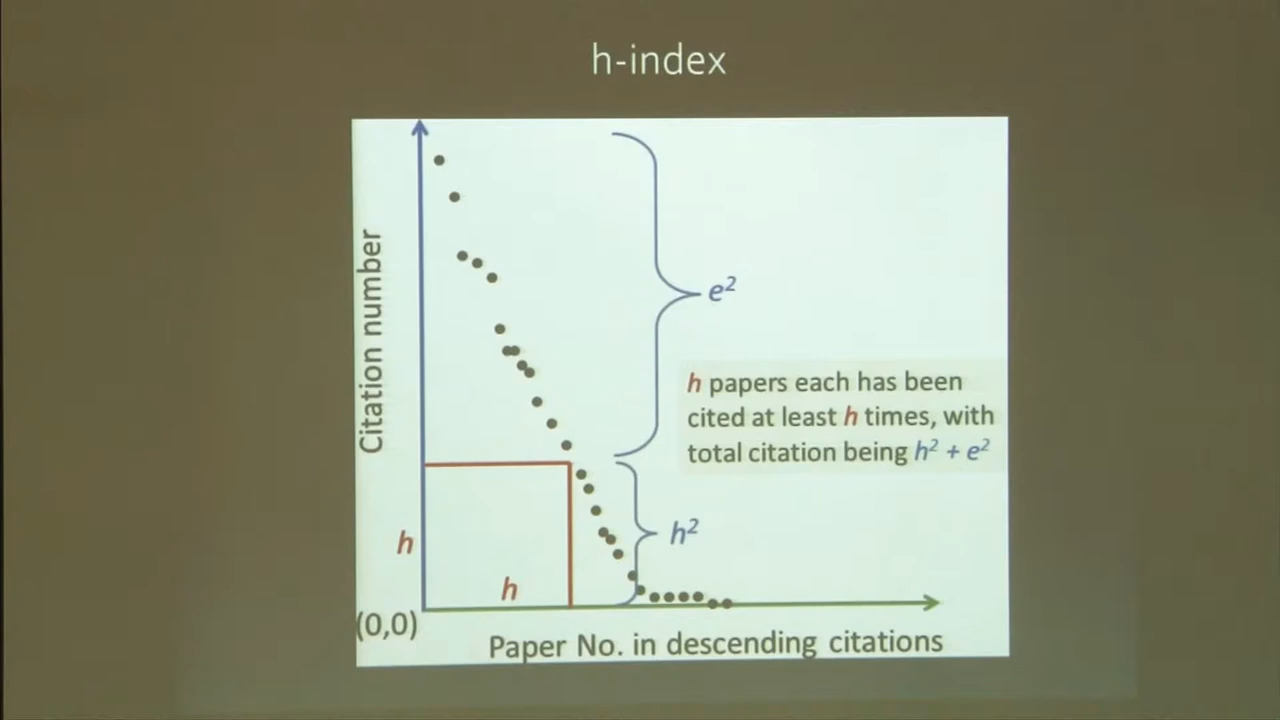 h-index
Citation number
e²
h papers each has been
cited at least h times, with
total citation being h² + e²
h
h²
h
(0,0)
Paper No. in descending citations